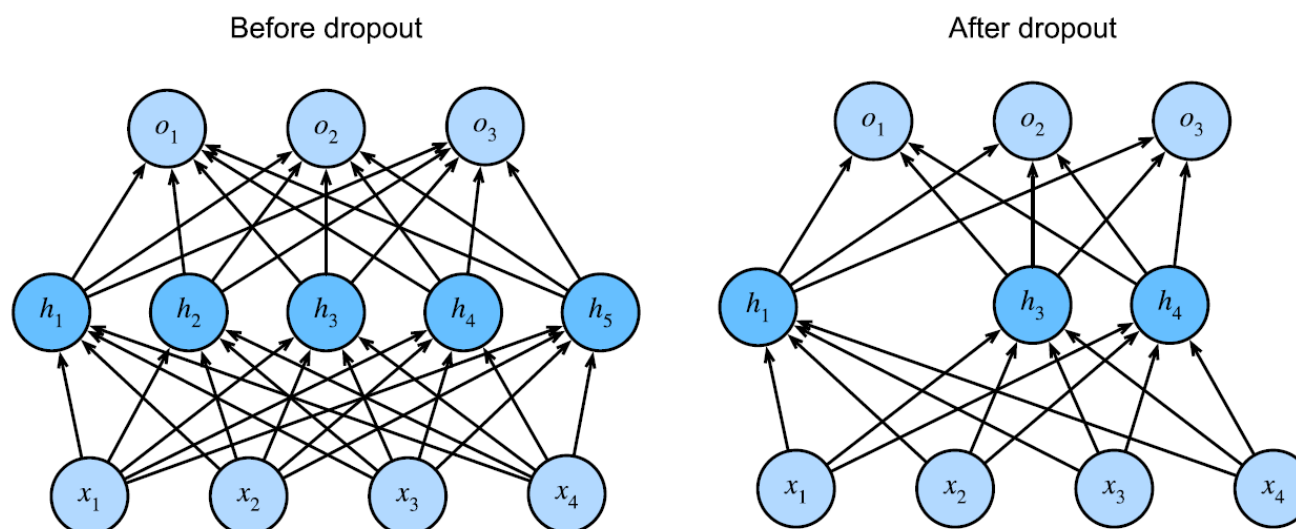 Before dropout After dropout
o₁ o₂ o₃ o₁ o₂ o₃
h₁ h₂ h₃ h₄ h₅ h₁ h₃ h₄
x₁ x₂ x₃ x₄ x₁ x₂ x₃ x₄